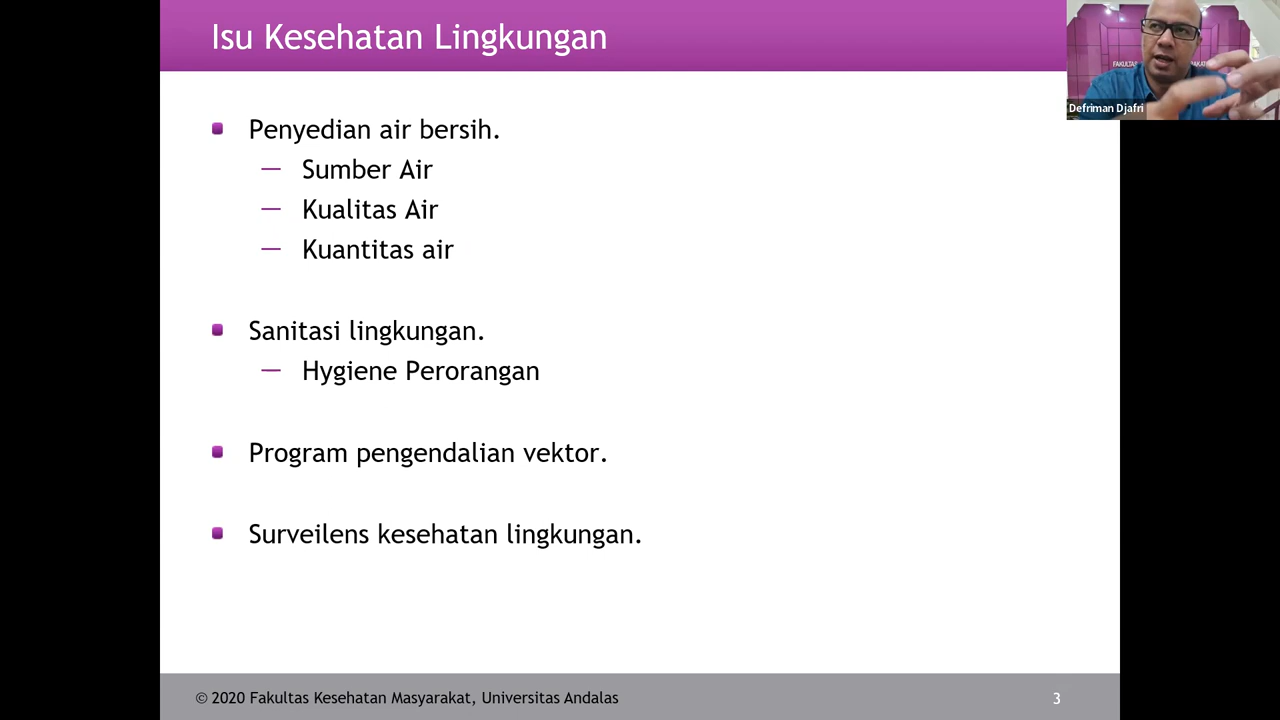 Isu Kesehatan Lingkungan
Penyedian air bersih.
— Sumber Air
— Kualitas Air
— Kuantitas air
Sanitasi lingkungan.
— Hygiene Perorangan
Program pengendalian vektor.
Surveilens kesehatan lingkungan.
© 2020 Fakultas Kesehatan Masyarakat, Universitas Andalas
3
FAKULTAS
Defriman Djafri